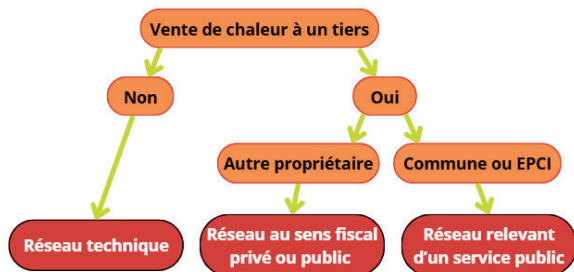 Vente de chaleur à un tiers
Non
Oui
Autre propriétaire
Commune ou EPCI
Réseau technique
Réseau au sens fiscal
privé ou public
Réseau relevant
d'un service public